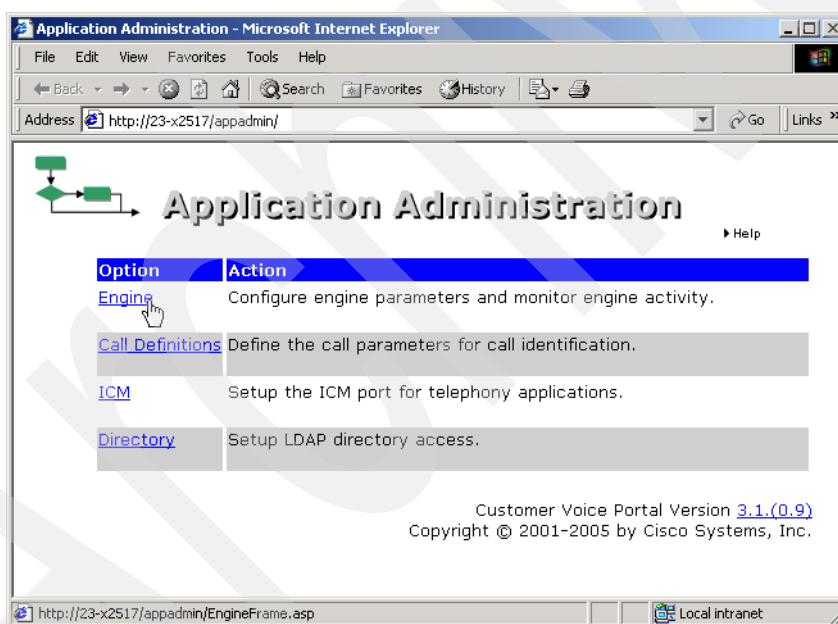 Application Administration - Microsoft Internet Explorer
File Edit View Favorites Tools Help
Back Search Favorites History
Address http://23-x2517/appadmin/ Go Links »
Application Administration
Help
Option Action
Engine Configure engine parameters and monitor engine activity.
Call Definitions Define the call parameters for call identification.
ICM Setup the ICM port for telephony applications.
Directory Setup LDAP directory access.
Customer Voice Portal Version 3.1.(0.9)
Copyright © 2001-2005 by Cisco Systems, Inc.
http://23-x2517/appadmin/EngineFrame.asp Local intranet